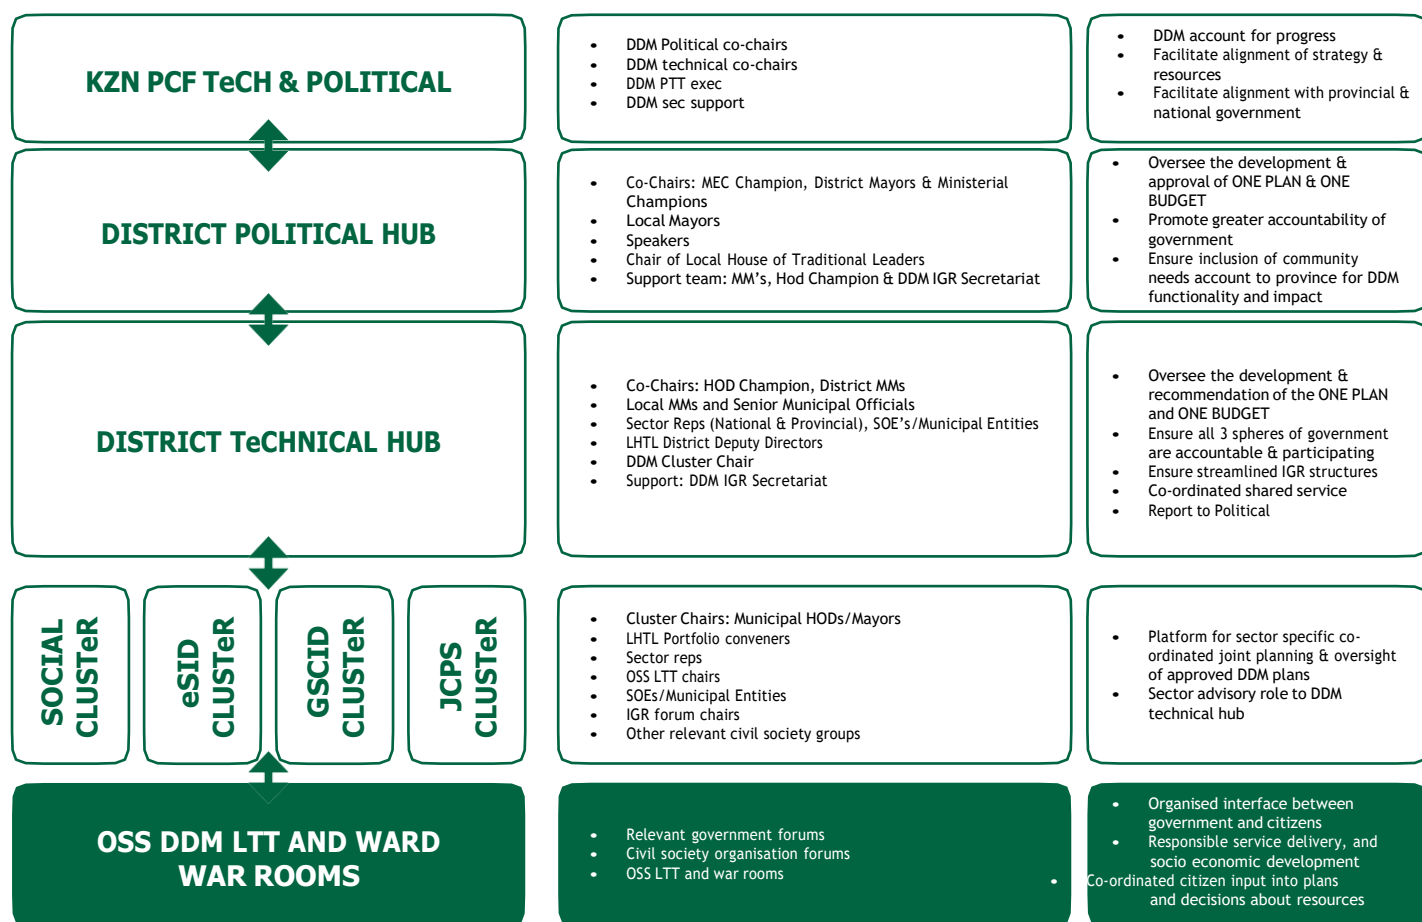 KZN PCF TeCH & POLITICAL
• DDM Political co-chairs
• DDM technical co-chairs
• DDM PTT exec
• DDM sec support
• DDM account for progress
• Facilitate alignment of strategy &
resources
• Facilitate alignment with provincial &
national government
DISTRICT POLITICAL HUB
• Co-Chairs: MEC Champion, District Mayors & Ministerial
Champions
• Local Mayors
• Speakers
• Chair of Local House of Traditional Leaders
• Support team: MM’s, Hod Champion & DDM IGR Secretariat
• Oversee the development &
approval of ONE PLAN & ONE
BUDGET
• Promote greater accountability of
government
• Ensure inclusion of community
needs account to province for DDM
functionality and impact
DISTRICT TeCHNICAL HUB
• Co-Chairs: HOD Champion, District MMs
• Local MMs and Senior Municipal Officials
• Sector Reps (National & Provincial), SOE’s/Municipal Entities
• LHTL District Deputy Directors
• DDM Cluster Chair
• Support: DDM IGR Secretariat
• Oversee the development &
recommendation of the ONE PLAN
and ONE BUDGET
• Ensure all 3 spheres of government
are accountable & participating
• Ensure streamlined IGR structures
• Co-ordinated shared service
• Report to Political
SOCIAL
CLUSTeR
eSID
CLUSTeR
GSCID
CLUSTeR
JCPS
CLUSTeR
• Cluster Chairs: Municipal HODs/Mayors
• LHTL Portfolio conveners
• Sector reps
• OSS LTT chairs
• SOEs/Municipal Entities
• IGR forum chairs
• Other relevant civil society groups
• Platform for sector specific co-
ordinated joint planning & oversight
of approved DDM plans
• Sector advisory role to DDM
technical hub
OSS DDM LTT AND WARD
WAR ROOMS
• Relevant government forums
• Civil society organisation forums
• OSS LTT and war rooms
• Organised interface between
government and citizens
• Responsible service delivery, and
socio economic development
• Co-ordinated citizen input into plans
and decisions about resources